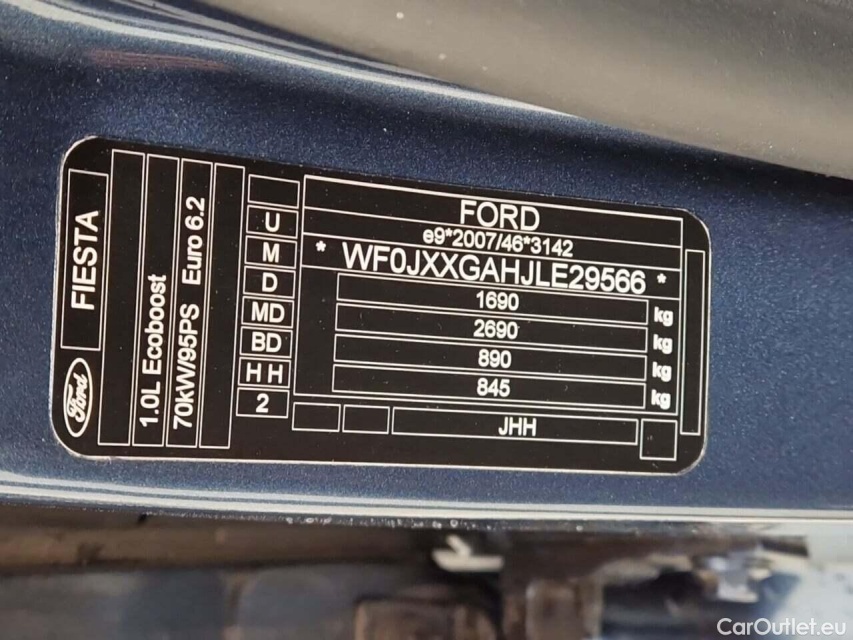 FIESTA
Ford
1.0L Ecoboost
70kW/95PS Euro 6.2
U
M
D
MD
BD
HH
2
FORD
e9*2007/46*3142
* WF0JXXGAHJLE29566 *
1690 kg
2690 kg
890 kg
845 kg
JHH
CarOutlet.eu